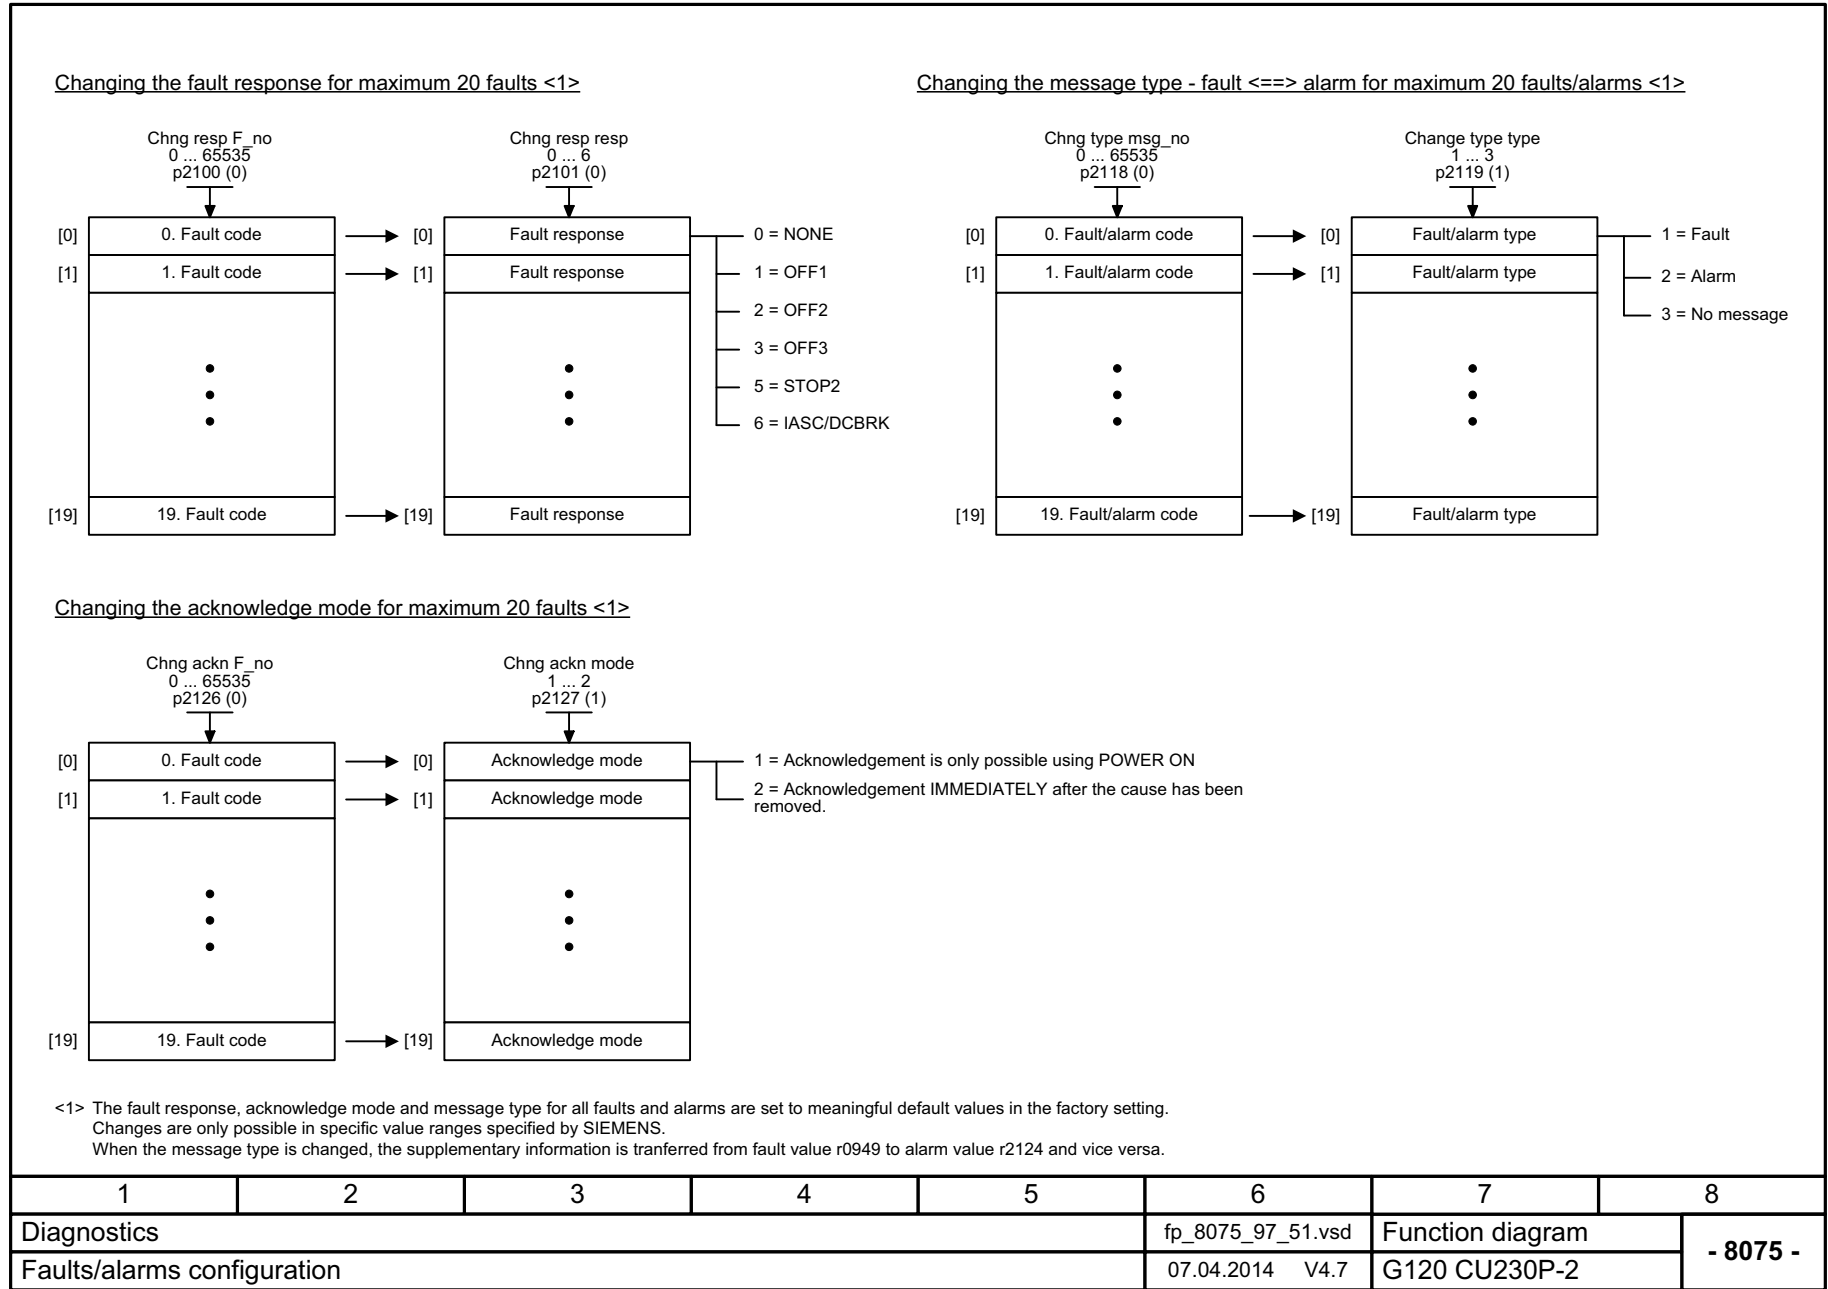 Changing the fault response for maximum 20 faults <1>
Chng resp F_no
0 ... 65535
p2100 (0)
Chng resp resp
0 ... 6
p2101 (0)
[0] 0. Fault code [0] Fault response 0 = NONE
[1] 1. Fault code [1] Fault response 1 = OFF1
2 = OFF2
3 = OFF3
5 = STOP2
6 = IASC/DCBRK
[19] 19. Fault code [19] Fault response
Changing the message type - fault <==> alarm for maximum 20 faults/alarms <1>
Chng type msg_no
0 ... 65535
p2118 (0)
Change type type
1 ... 3
p2119 (1)
[0] 0. Fault/alarm code [0] Fault/alarm type 1 = Fault
[1] 1. Fault/alarm code [1] Fault/alarm type 2 = Alarm
3 = No message
[19] 19. Fault/alarm code [19] Fault/alarm type
Changing the acknowledge mode for maximum 20 faults <1>
Chng ackn F_no
0 ... 65535
p2126 (0)
Chng ackn mode
1 ... 2
p2127 (1)
[0] 0. Fault code [0] Acknowledge mode 1 = Acknowledgement is only possible using POWER ON
[1] 1. Fault code [1] Acknowledge mode 2 = Acknowledgement IMMEDIATELY after the cause has been
removed.
[19] 19. Fault code [19] Acknowledge mode
<1> The fault response, acknowledge mode and message type for all faults and alarms are set to meaningful default values in the factory setting.
Changes are only possible in specific value ranges specified by SIEMENS.
When the message type is changed, the supplementary information is tranferred from fault value r0949 to alarm value r2124 and vice versa.
1 2 3 4 5 6 7 8
Diagnostics fp_8075_97_51.vsd Function diagram
- 8075 -
Faults/alarms configuration 07.04.2014 V4.7 G120 CU230P-2